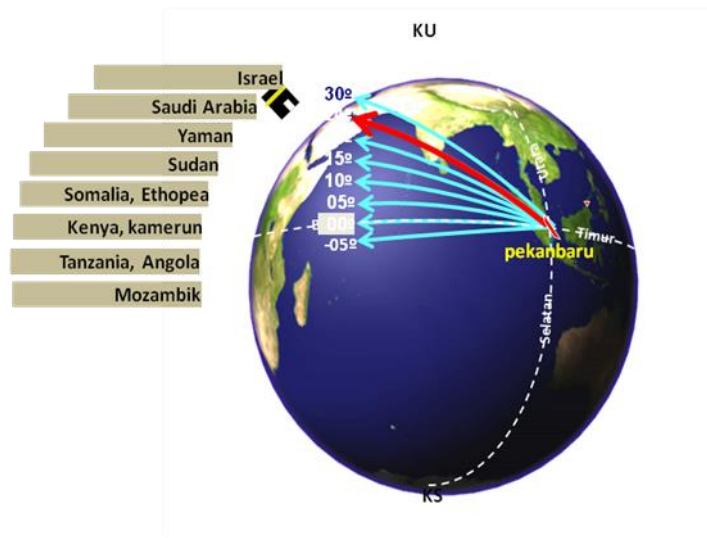 KU
Israel
Saudi Arabia
Yaman
Sudan
Somalia, Ethopea
Kenya, kamerun
Tanzania, Angola
Mozambik
30º
15º
10º
05º
00º
-05º
Utara
Timur
pekanbaru
Selatan
KS